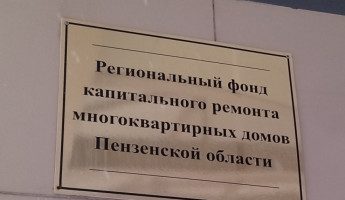 Региональный фонд
капитального ремонта
многоквартирных домов
Пензенской области